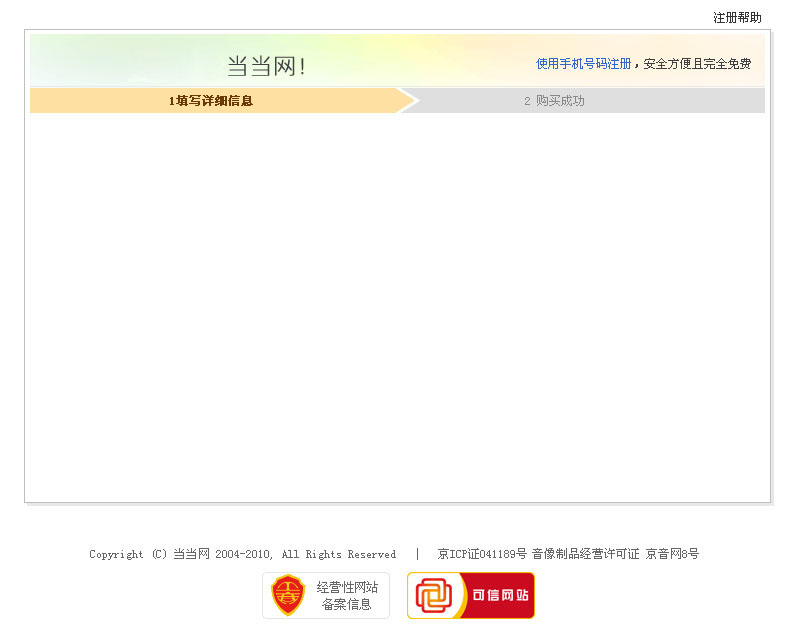 注册帮助
当当网!
使用手机号码注册，安全方便且完全免费
1填写详细信息
2 购买成功
Copyright (C) 当当网 2004-2010, All Rights Reserved | 京ICP证041189号 音像制品经营许可证 京音网8号
经营性网站
备案信息
可信网站